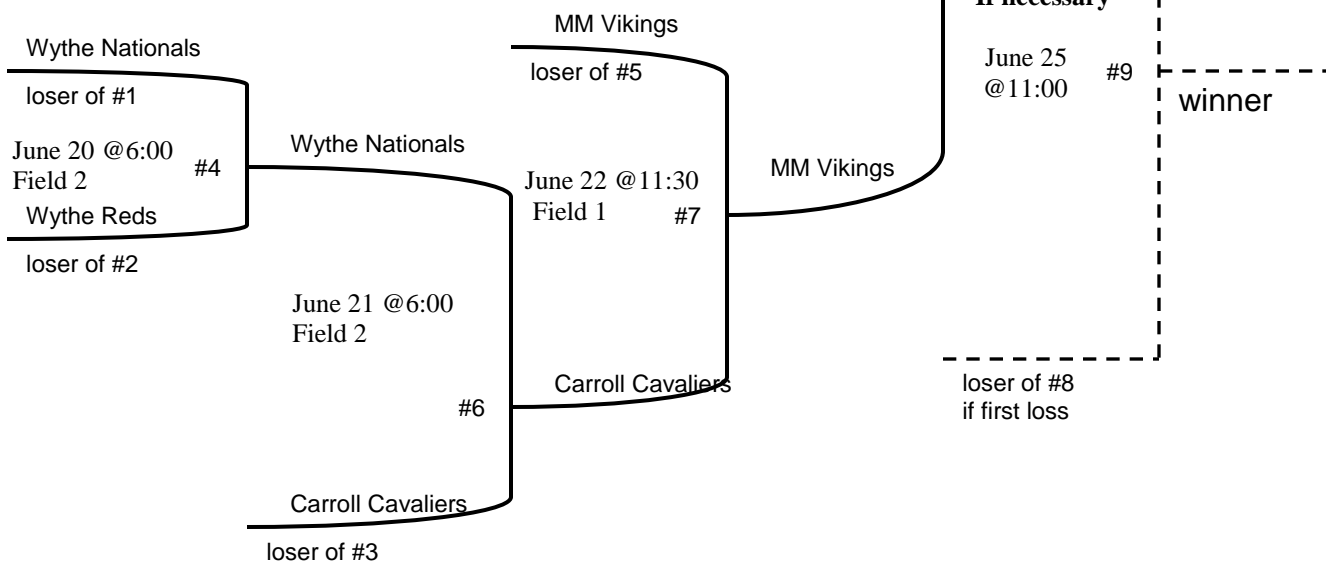 If necessary
MM Vikings
Wythe Nationals
loser of #5
June 25
@11:00
#9
loser of #1
winner
June 20 @6:00
Field 2
#4
Wythe Nationals
MM Vikings
June 22 @11:30
Field 1
#7
Wythe Reds
loser of #2
June 21 @6:00
Field 2
Carroll Cavaliers
loser of #8
if first loss
#6
Carroll Cavaliers
loser of #3